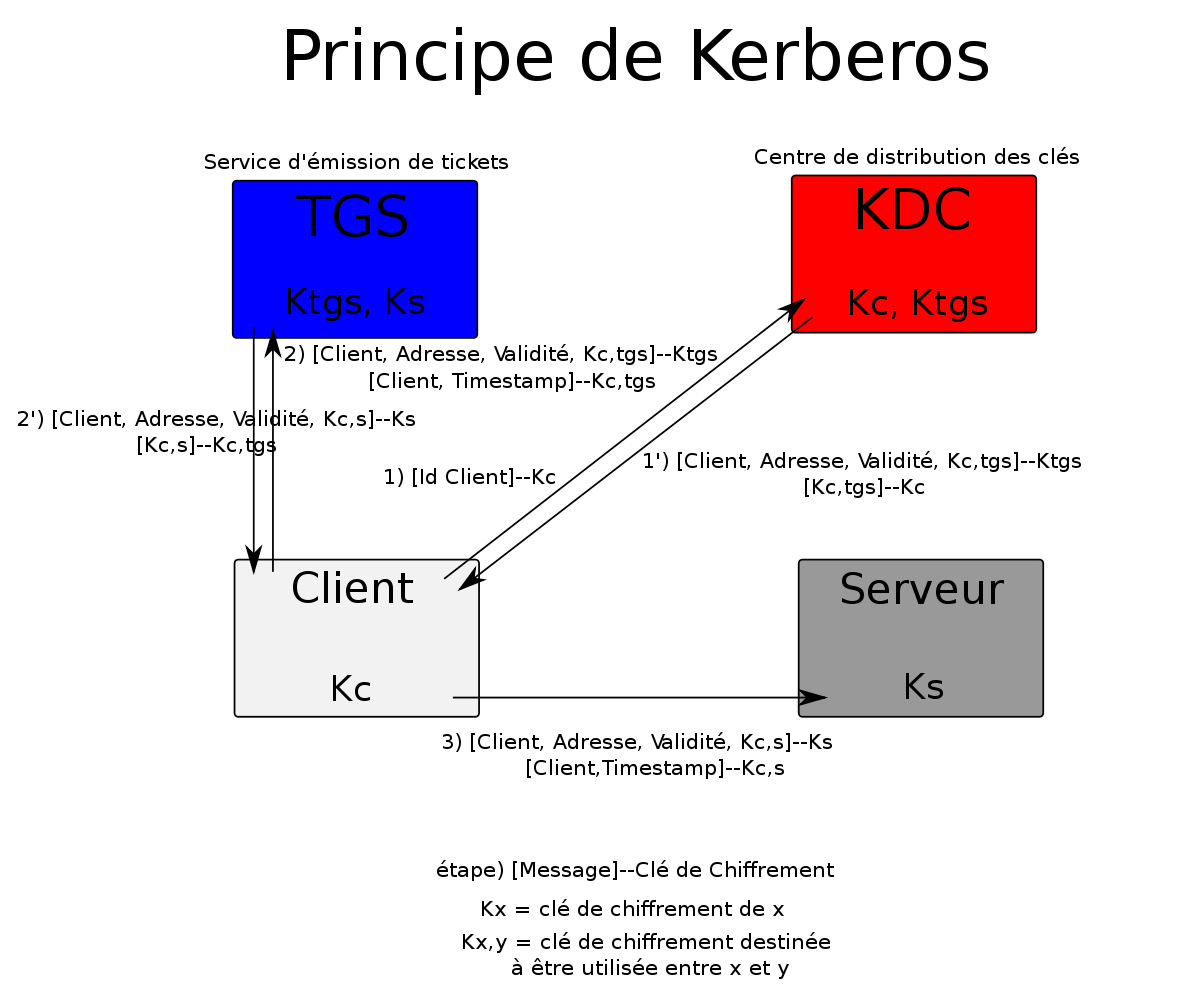 Principe de Kerberos
Service d'émission de tickets
Centre de distribution des clés
TGS
KDC
Ktgs, Ks
Kc, Ktgs
2) [Client, Adresse, Validité, Kc,tgs]--Ktgs
[Client, Timestamp]--Kc,tgs
2') [Client, Adresse, Validité, Kc,s]--Ks
[Kc,s]--Kc,tgs
1) [Id Client]--Kc
1') [Client, Adresse, Validité, Kc,tgs]--Ktgs
[Kc,tgs]--Kc
Client
Serveur
Kc
Ks
3) [Client, Adresse, Validité, Kc,s]--Ks
[Client,Timestamp]--Kc,s
étape) [Message]--Clé de Chiffrement
Kx = clé de chiffrement de x
Kx,y = clé de chiffrement destinée
à être utilisée entre x et y